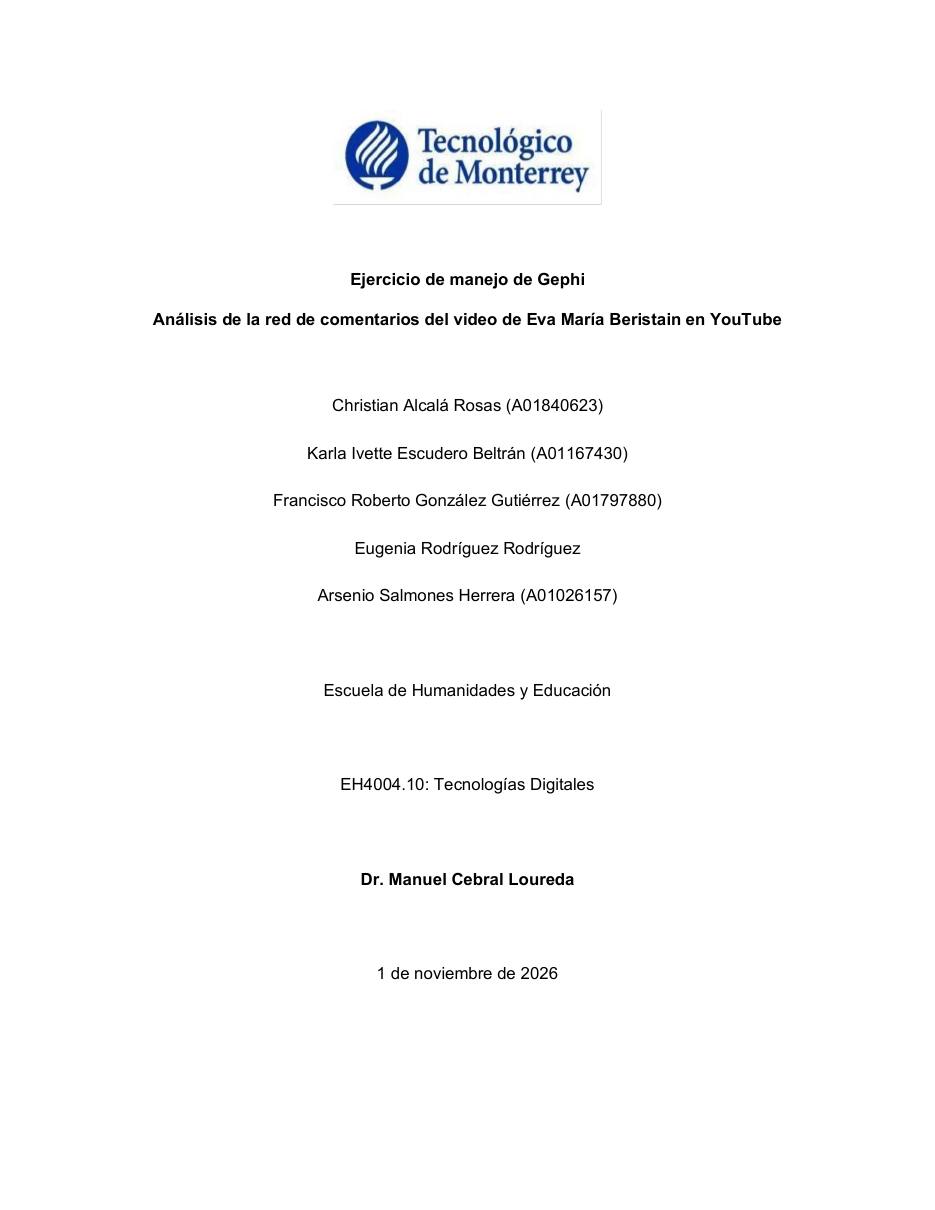 Tecnológico
de Monterrey
Ejercicio de manejo de Gephi
Análisis de la red de comentarios del video de Eva María Beristain en YouTube
Christian Alcalá Rosas (A01840623)
Karla Ivette Escudero Beltrán (A01167430)
Francisco Roberto González Gutiérrez (A01797880)
Eugenia Rodríguez Rodríguez
Arsenio Salmones Herrera (A01026157)
Escuela de Humanidades y Educación
EH4004.10: Tecnologías Digitales
Dr. Manuel Cebral Loureda
1 de noviembre de 2026